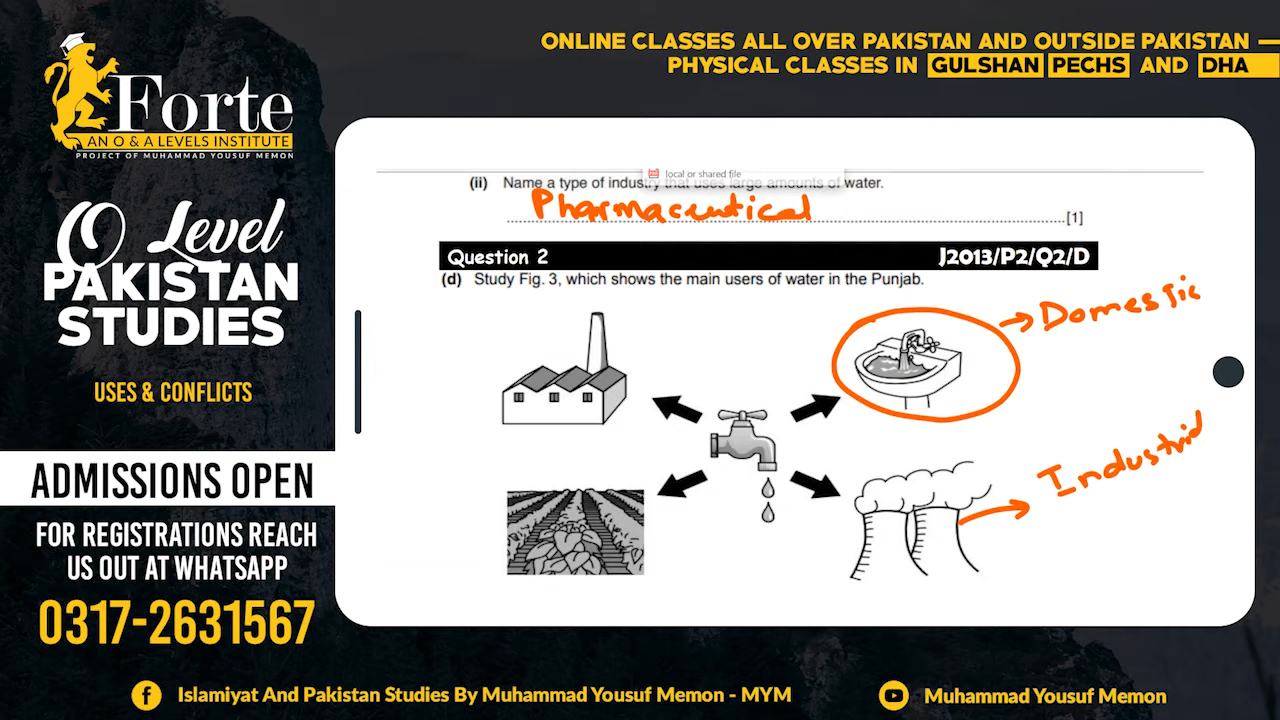 Forte
AN O & A LEVELS INSTITUTE
PROJECT OF MUHAMMAD YOUSUF MEMON
O Level
PAKISTAN
STUDIES
USES & CONFLICTS
ADMISSIONS OPEN
FOR REGISTRATIONS REACH
US OUT AT WHATSAPP
0317-2631567
ONLINE CLASSES ALL OVER PAKISTAN AND OUTSIDE PAKISTAN —
PHYSICAL CLASSES IN GULSHAN PECHS AND DHA
local or shared file
(ii) Name a type of industry that uses large amounts of water.
Pharmaceutical
[1]
Question 2 J2013/P2/Q2/D
(d) Study Fig. 3, which shows the main users of water in the Punjab.
Domestic
Industrial
Islamiyat And Pakistan Studies By Muhammad Yousuf Memon - MYM
Muhammad Yousuf Memon